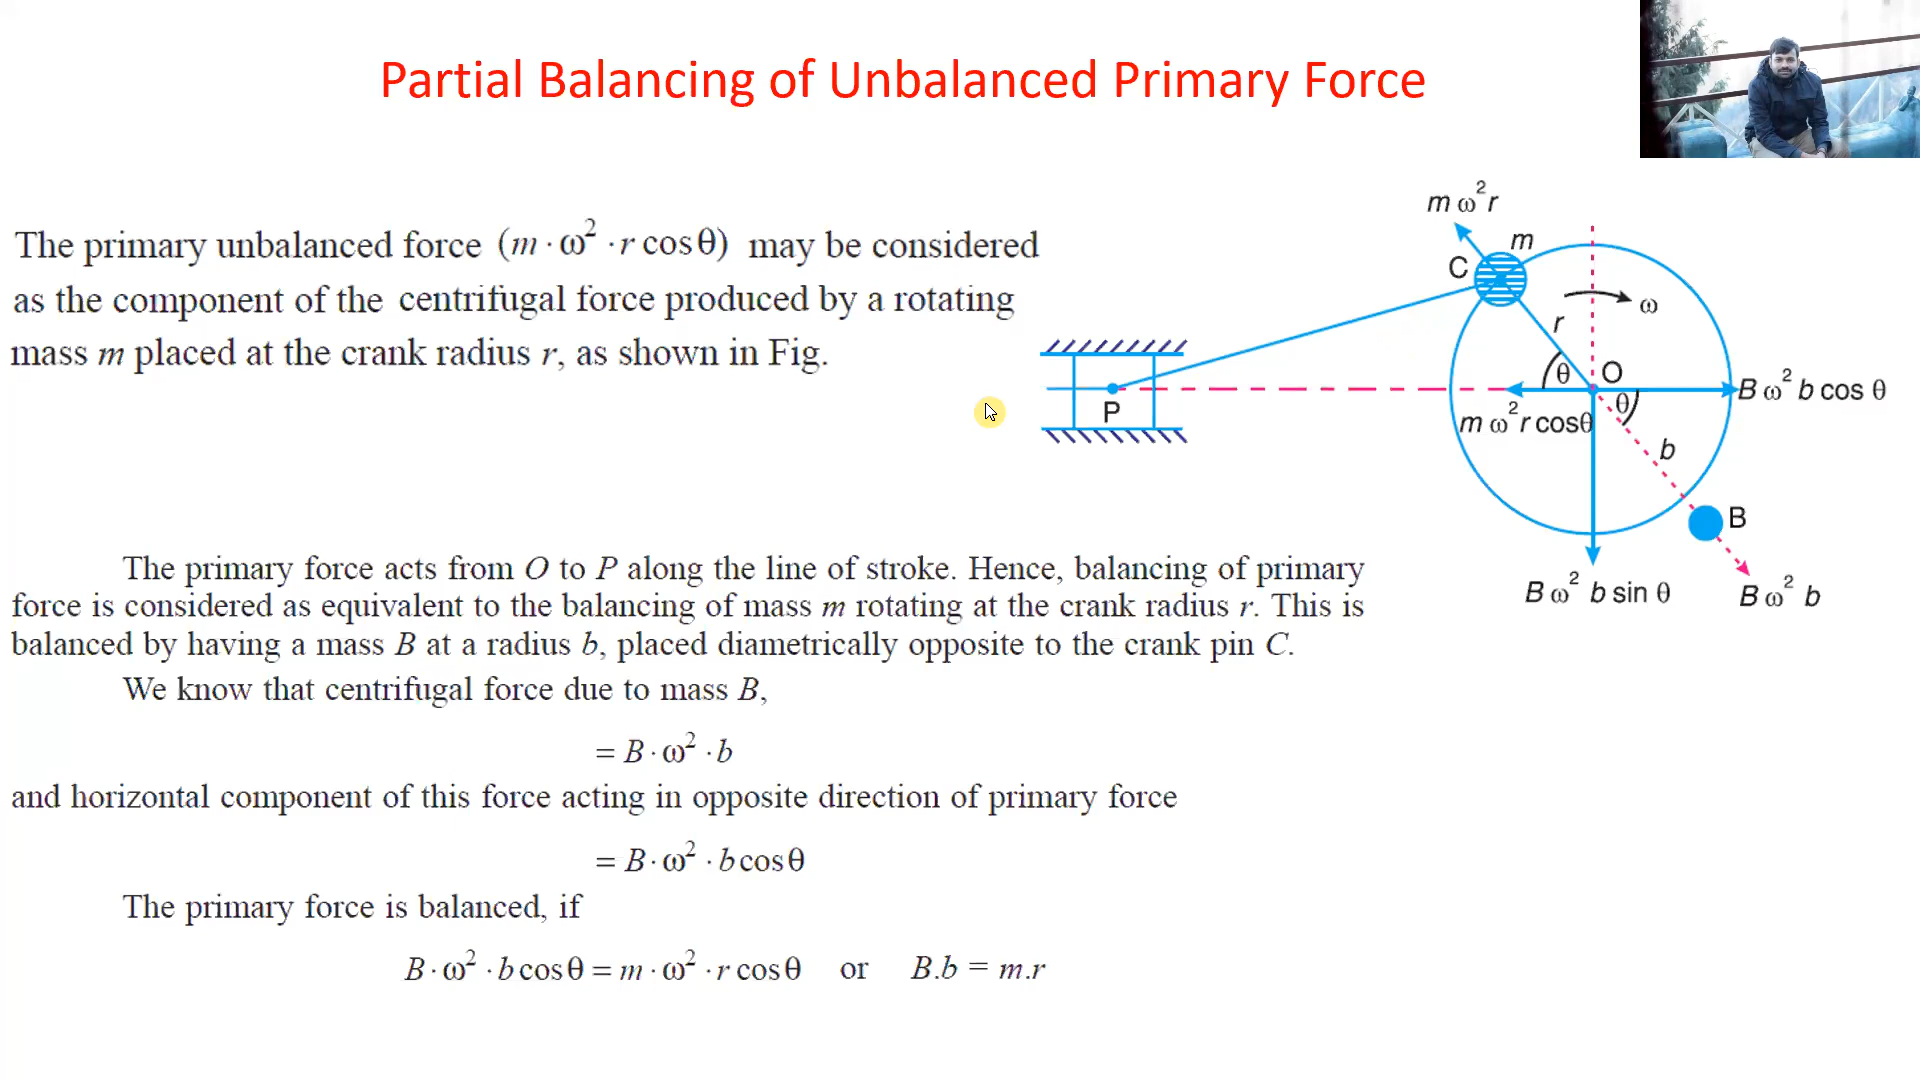 Partial Balancing of Unbalanced Primary Force
The primary unbalanced force (m · ω² · r cos θ) may be considered
as the component of the centrifugal force produced by a rotating
mass m placed at the crank radius r, as shown in Fig.
m ω² r
m
C
ω
r
θ
O
B ω² b cos θ
P
m ω² r cosθ
θ
b
B
B ω² b sin θ
B ω² b
The primary force acts from O to P along the line of stroke. Hence, balancing of primary
force is considered as equivalent to the balancing of mass m rotating at the crank radius r. This is
balanced by having a mass B at a radius b, placed diametrically opposite to the crank pin C.
We know that centrifugal force due to mass B,
= B · ω² · b
and horizontal component of this force acting in opposite direction of primary force
= B · ω² · b cos θ
The primary force is balanced, if
B · ω² · b cos θ = m · ω² · r cos θ or B.b = m.r